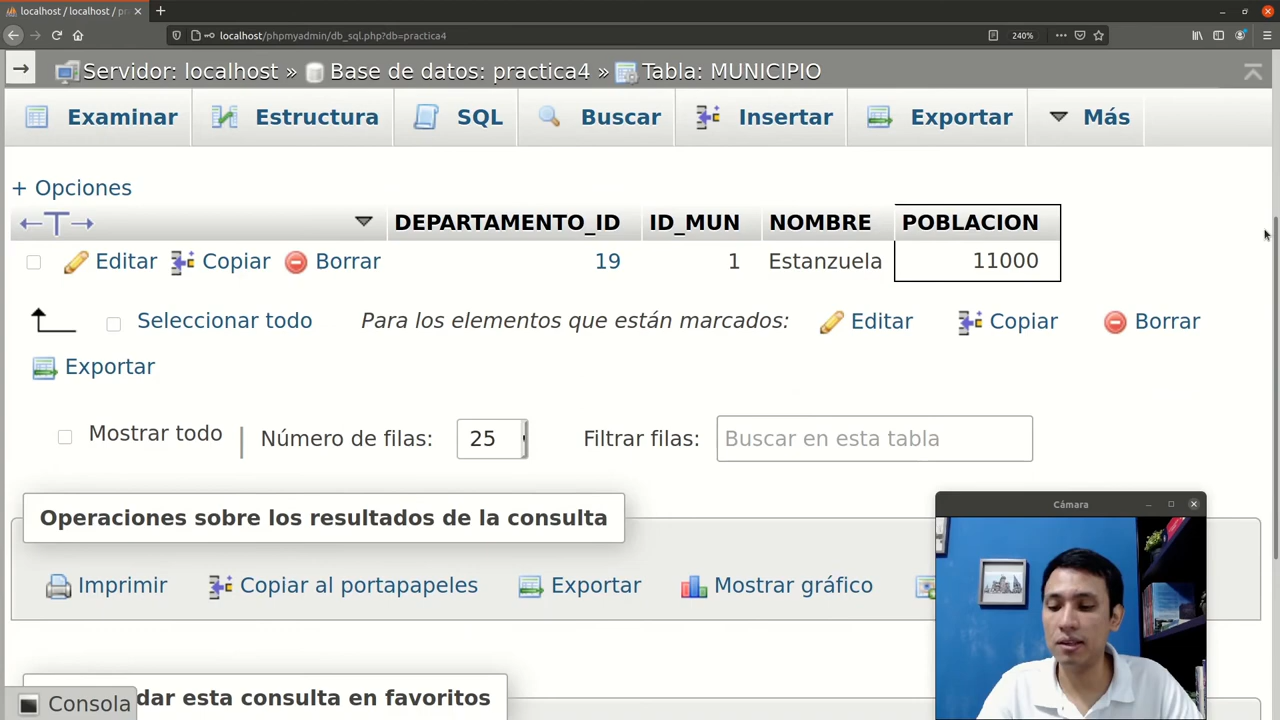 localhost / localhost / pr
localhost/phpmyadmin/db_sql.php?db=practica4
240%
Servidor: localhost » Base de datos: practica4 » Tabla: MUNICIPIO
Examinar Estructura SQL Buscar Insertar Exportar Más
+ Opciones
←T→ DEPARTAMENTO_ID ID_MUN NOMBRE POBLACION
Editar Copiar Borrar 19 1 Estanzuela 11000
Seleccionar todo Para los elementos que están marcados: Editar Copiar Borrar
Exportar
Mostrar todo Número de filas: 25 Filtrar filas: Buscar en esta tabla
Cámara
Operaciones sobre los resultados de la consulta
Imprimir Copiar al portapapeles Exportar Mostrar gráfico
Consola dar esta consulta en favoritos